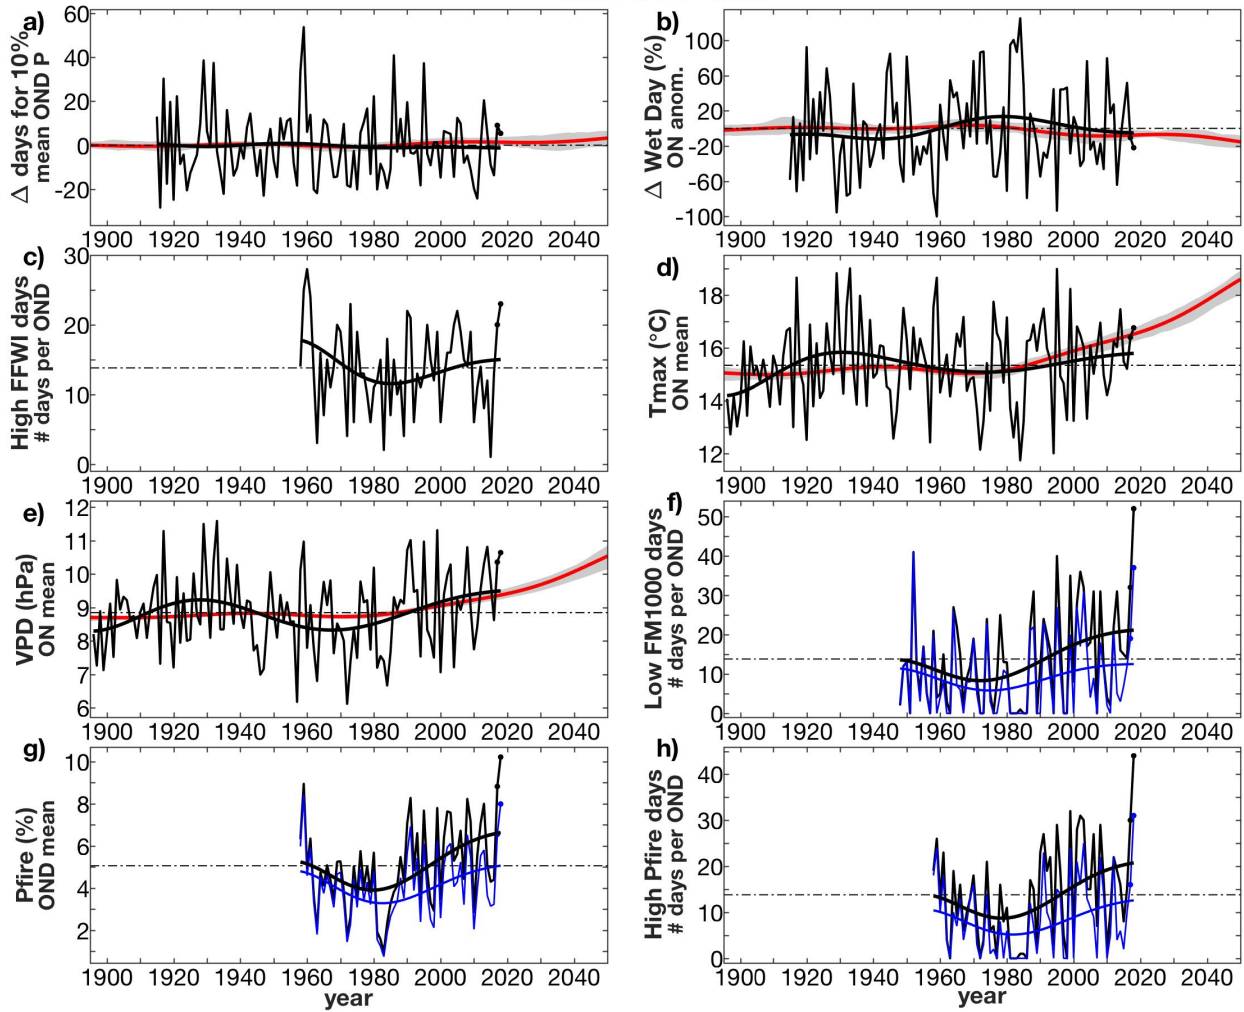 a)
Δ days for 10%
mean OND P
60
40
20
0
-20
1900 1920 1940 1960 1980 2000 2020 2040
b)
Δ Wet Day (%)
ON anom.
100
60
20
-20
-60
-100
1900 1920 1940 1960 1980 2000 2020 2040
c)
High FFWI days
# days per OND
30
20
10
0
1900 1920 1940 1960 1980 2000 2020 2040
d)
Tmax (°C)
ON mean
18
16
14
12
1900 1920 1940 1960 1980 2000 2020 2040
e)
VPD (hPa)
ON mean
12
11
10
9
8
7
6
1900 1920 1940 1960 1980 2000 2020 2040
f)
Low FM1000 days
# days per OND
50
40
30
20
10
0
1900 1920 1940 1960 1980 2000 2020 2040
g)
Pfire (%)
OND mean
10
8
6
4
2
1900 1920 1940 1960 1980 2000 2020 2040
year
h)
High Pfire days
# days per OND
40
30
20
10
0
1900 1920 1940 1960 1980 2000 2020 2040
year